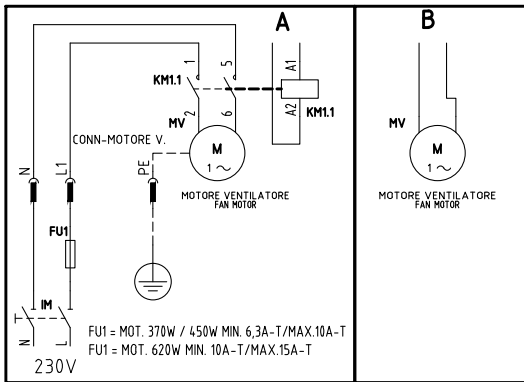 A
B
1
5
A1
KM1.1
A2
KM1.1
2
6
MV
MV
CONN-MOTORE V.
M
1 ~
M
1 ~
N
L1
PE
MOTORE VENTILATORE
FAN MOTOR
MOTORE VENTILATORE
FAN MOTOR
FU1
IM
FU1 = MOT. 370W / 450W MIN. 6,3A-T/MAX.10A-T
N
L
FU1 = MOT. 620W MIN. 10A-T/MAX.15A-T
230V